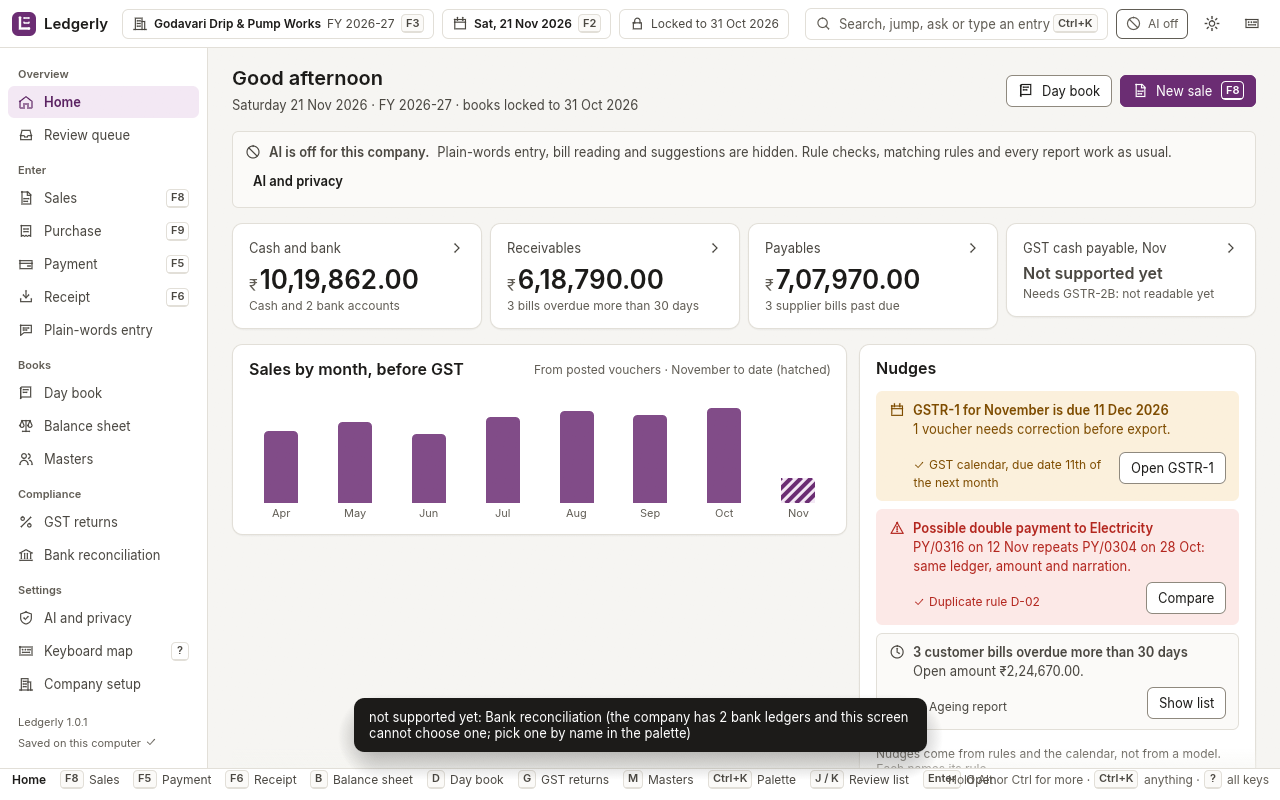 Ledgerly
Godavari Drip & Pump Works FY 2026-27 F3
Sat, 21 Nov 2026 F2
Locked to 31 Oct 2026
Search, jump, ask or type an entry Ctrl+K
AI off
Overview
Home
Review queue
Enter
Sales F8
Purchase F9
Payment F5
Receipt F6
Plain-words entry
Books
Day book
Balance sheet
Masters
Compliance
GST returns
Bank reconciliation
Settings
AI and privacy
Keyboard map ?
Company setup
Ledgerly 1.0.1
Saved on this computer ✓
Good afternoon
Saturday 21 Nov 2026 · FY 2026-27 · books locked to 31 Oct 2026
Day book
New sale F8
AI is off for this company. Plain-words entry, bill reading and suggestions are hidden. Rule checks, matching rules and every report work as usual.
AI and privacy
Cash and bank
₹10,19,862.00
Cash and 2 bank accounts
Receivables
₹6,18,790.00
3 bills overdue more than 30 days
Payables
₹7,07,970.00
3 supplier bills past due
GST cash payable, Nov
Not supported yet
Needs GSTR-2B: not readable yet
Sales by month, before GST
From posted vouchers · November to date (hatched)
Apr May Jun Jul Aug Sep Oct Nov
Nudges
GSTR-1 for November is due 11 Dec 2026
1 voucher needs correction before export.
✓ GST calendar, due date 11th of
the next month
Open GSTR-1
Possible double payment to Electricity
PY/0316 on 12 Nov repeats PY/0304 on 28 Oct:
same ledger, amount and narration.
✓ Duplicate rule D-02
Compare
3 customer bills overdue more than 30 days
Open amount ₹2,24,670.00.
Ageing report
Show list
Nudges come from rules and the calendar, not from a model.
Each names its rule.
not supported yet: Bank reconciliation (the company has 2 bank ledgers and this screen
cannot choose one; pick one by name in the palette)
Home F8 Sales F5 Payment F6 Receipt B Balance sheet D Day book G GST returns M Masters Ctrl+K Palette J / K Review list Enter Open
or Ctrl for more · Ctrl+K anything · ? all keys